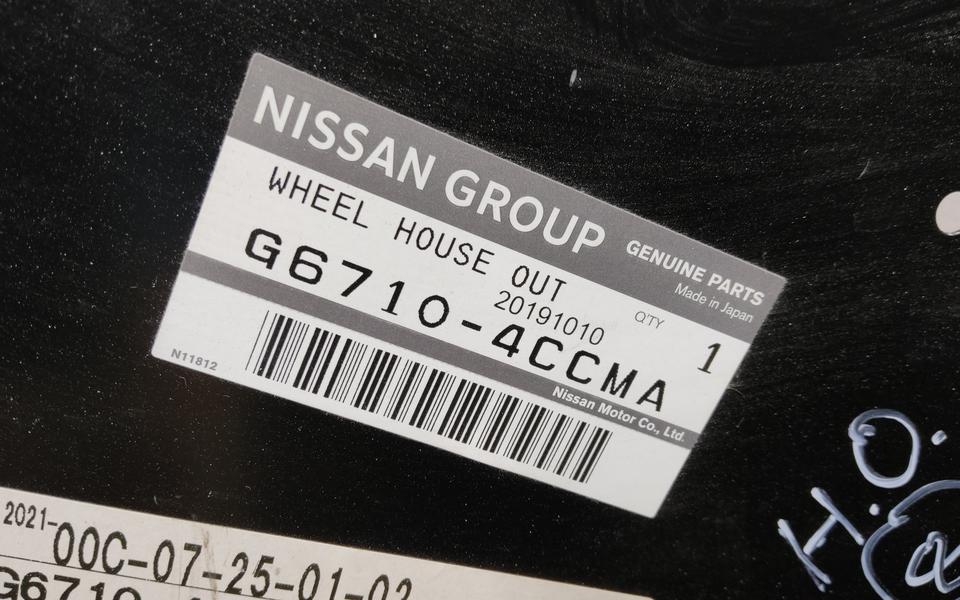 NISSAN GROUP GENUINE PARTS
Made in Japan
WHEEL HOUSE OUT
20191010 Q'TY 1
G6710-4CCMA
Nissan Motor Co., Ltd.
N11812
2021-00C-07-25-01-02
G6710
H.O.